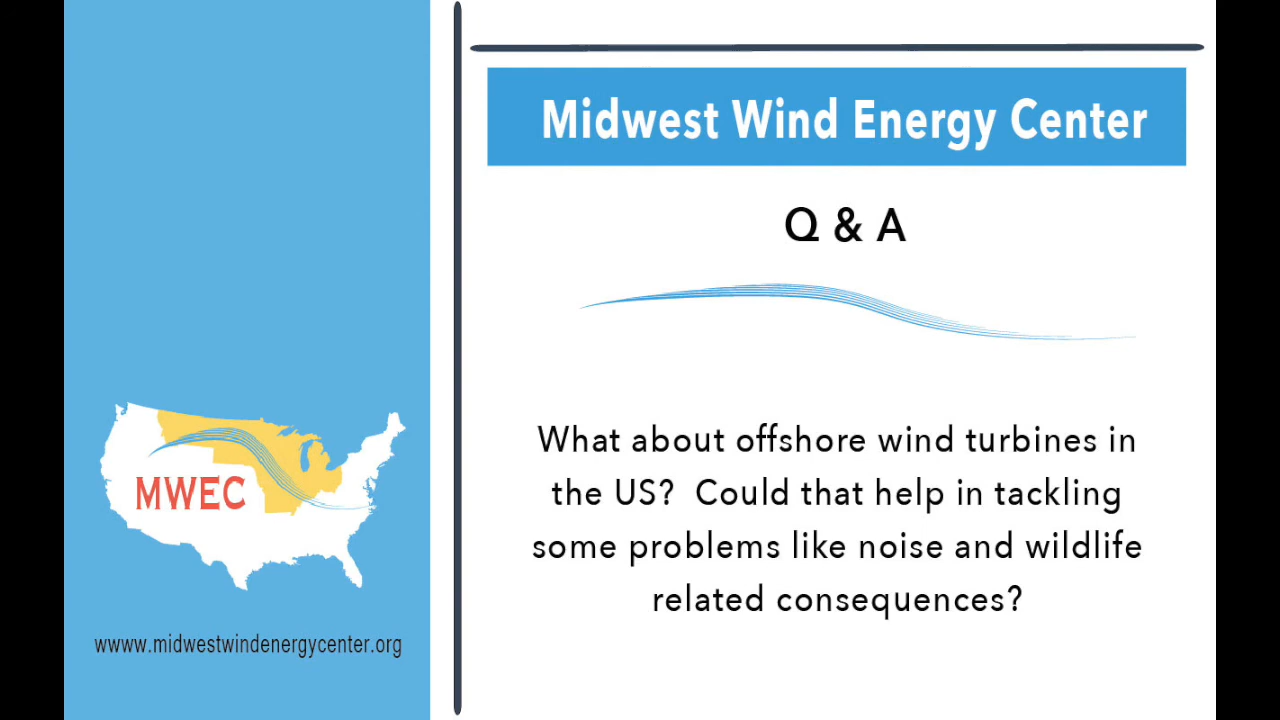 Midwest Wind Energy Center
Q & A
What about offshore wind turbines in
the US?  Could that help in tackling
some problems like noise and wildlife
related consequences?
MWEC
wwww.midwestwindenergycenter.org